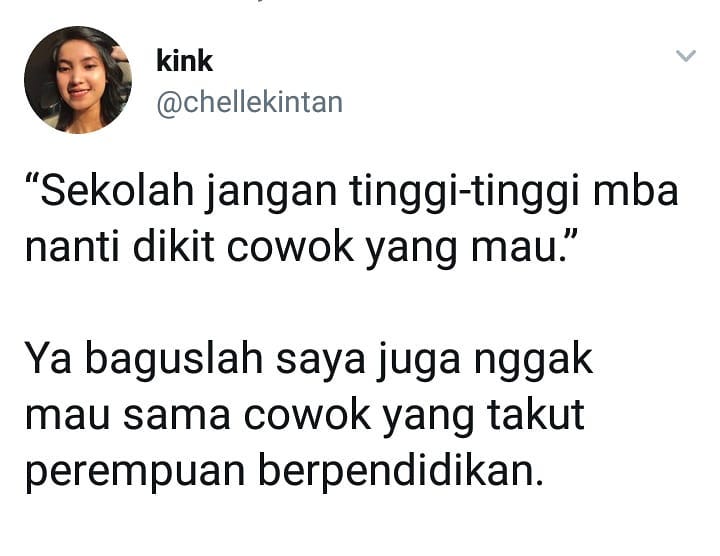 kink
@chellekintan
“Sekolah jangan tinggi-tinggi mba
nanti dikit cowok yang mau.”
Ya baguslah saya juga nggak
mau sama cowok yang takut
perempuan berpendidikan.